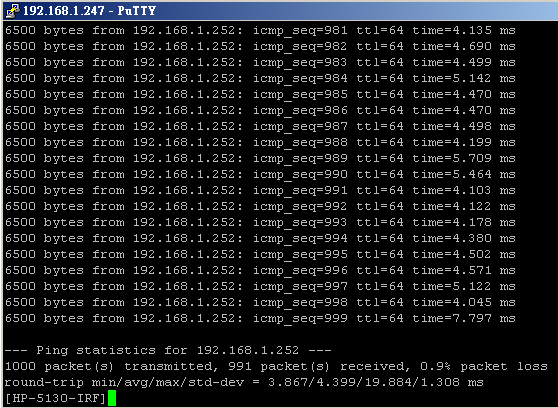 192.168.1.247 - PuTTY
6500 bytes from 192.168.1.252: icmp_seq=981 ttl=64 time=4.135 ms
6500 bytes from 192.168.1.252: icmp_seq=982 ttl=64 time=4.690 ms
6500 bytes from 192.168.1.252: icmp_seq=983 ttl=64 time=4.499 ms
6500 bytes from 192.168.1.252: icmp_seq=984 ttl=64 time=5.142 ms
6500 bytes from 192.168.1.252: icmp_seq=985 ttl=64 time=4.470 ms
6500 bytes from 192.168.1.252: icmp_seq=986 ttl=64 time=4.470 ms
6500 bytes from 192.168.1.252: icmp_seq=987 ttl=64 time=4.498 ms
6500 bytes from 192.168.1.252: icmp_seq=988 ttl=64 time=4.199 ms
6500 bytes from 192.168.1.252: icmp_seq=989 ttl=64 time=5.709 ms
6500 bytes from 192.168.1.252: icmp_seq=990 ttl=64 time=5.464 ms
6500 bytes from 192.168.1.252: icmp_seq=991 ttl=64 time=4.103 ms
6500 bytes from 192.168.1.252: icmp_seq=992 ttl=64 time=4.122 ms
6500 bytes from 192.168.1.252: icmp_seq=993 ttl=64 time=4.178 ms
6500 bytes from 192.168.1.252: icmp_seq=994 ttl=64 time=4.380 ms
6500 bytes from 192.168.1.252: icmp_seq=995 ttl=64 time=4.502 ms
6500 bytes from 192.168.1.252: icmp_seq=996 ttl=64 time=4.571 ms
6500 bytes from 192.168.1.252: icmp_seq=997 ttl=64 time=5.122 ms
6500 bytes from 192.168.1.252: icmp_seq=998 ttl=64 time=4.045 ms
6500 bytes from 192.168.1.252: icmp_seq=999 ttl=64 time=7.797 ms
--- Ping statistics for 192.168.1.252 ---
1000 packet(s) transmitted, 991 packet(s) received, 0.9% packet loss
round-trip min/avg/max/std-dev = 3.867/4.399/19.884/1.308 ms
[HP-5130-IRF]